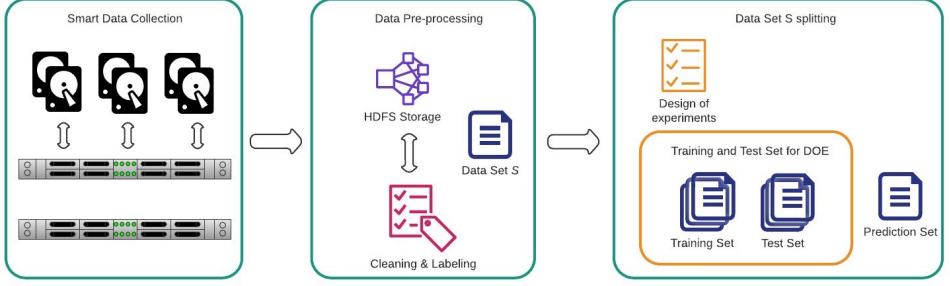 Smart Data Collection
Data Pre-processing
HDFS Storage
Data Set S
Cleaning & Labeling
Data Set S splitting
Design of
experiments
Training and Test Set for DOE
Training Set
Test Set
Prediction Set